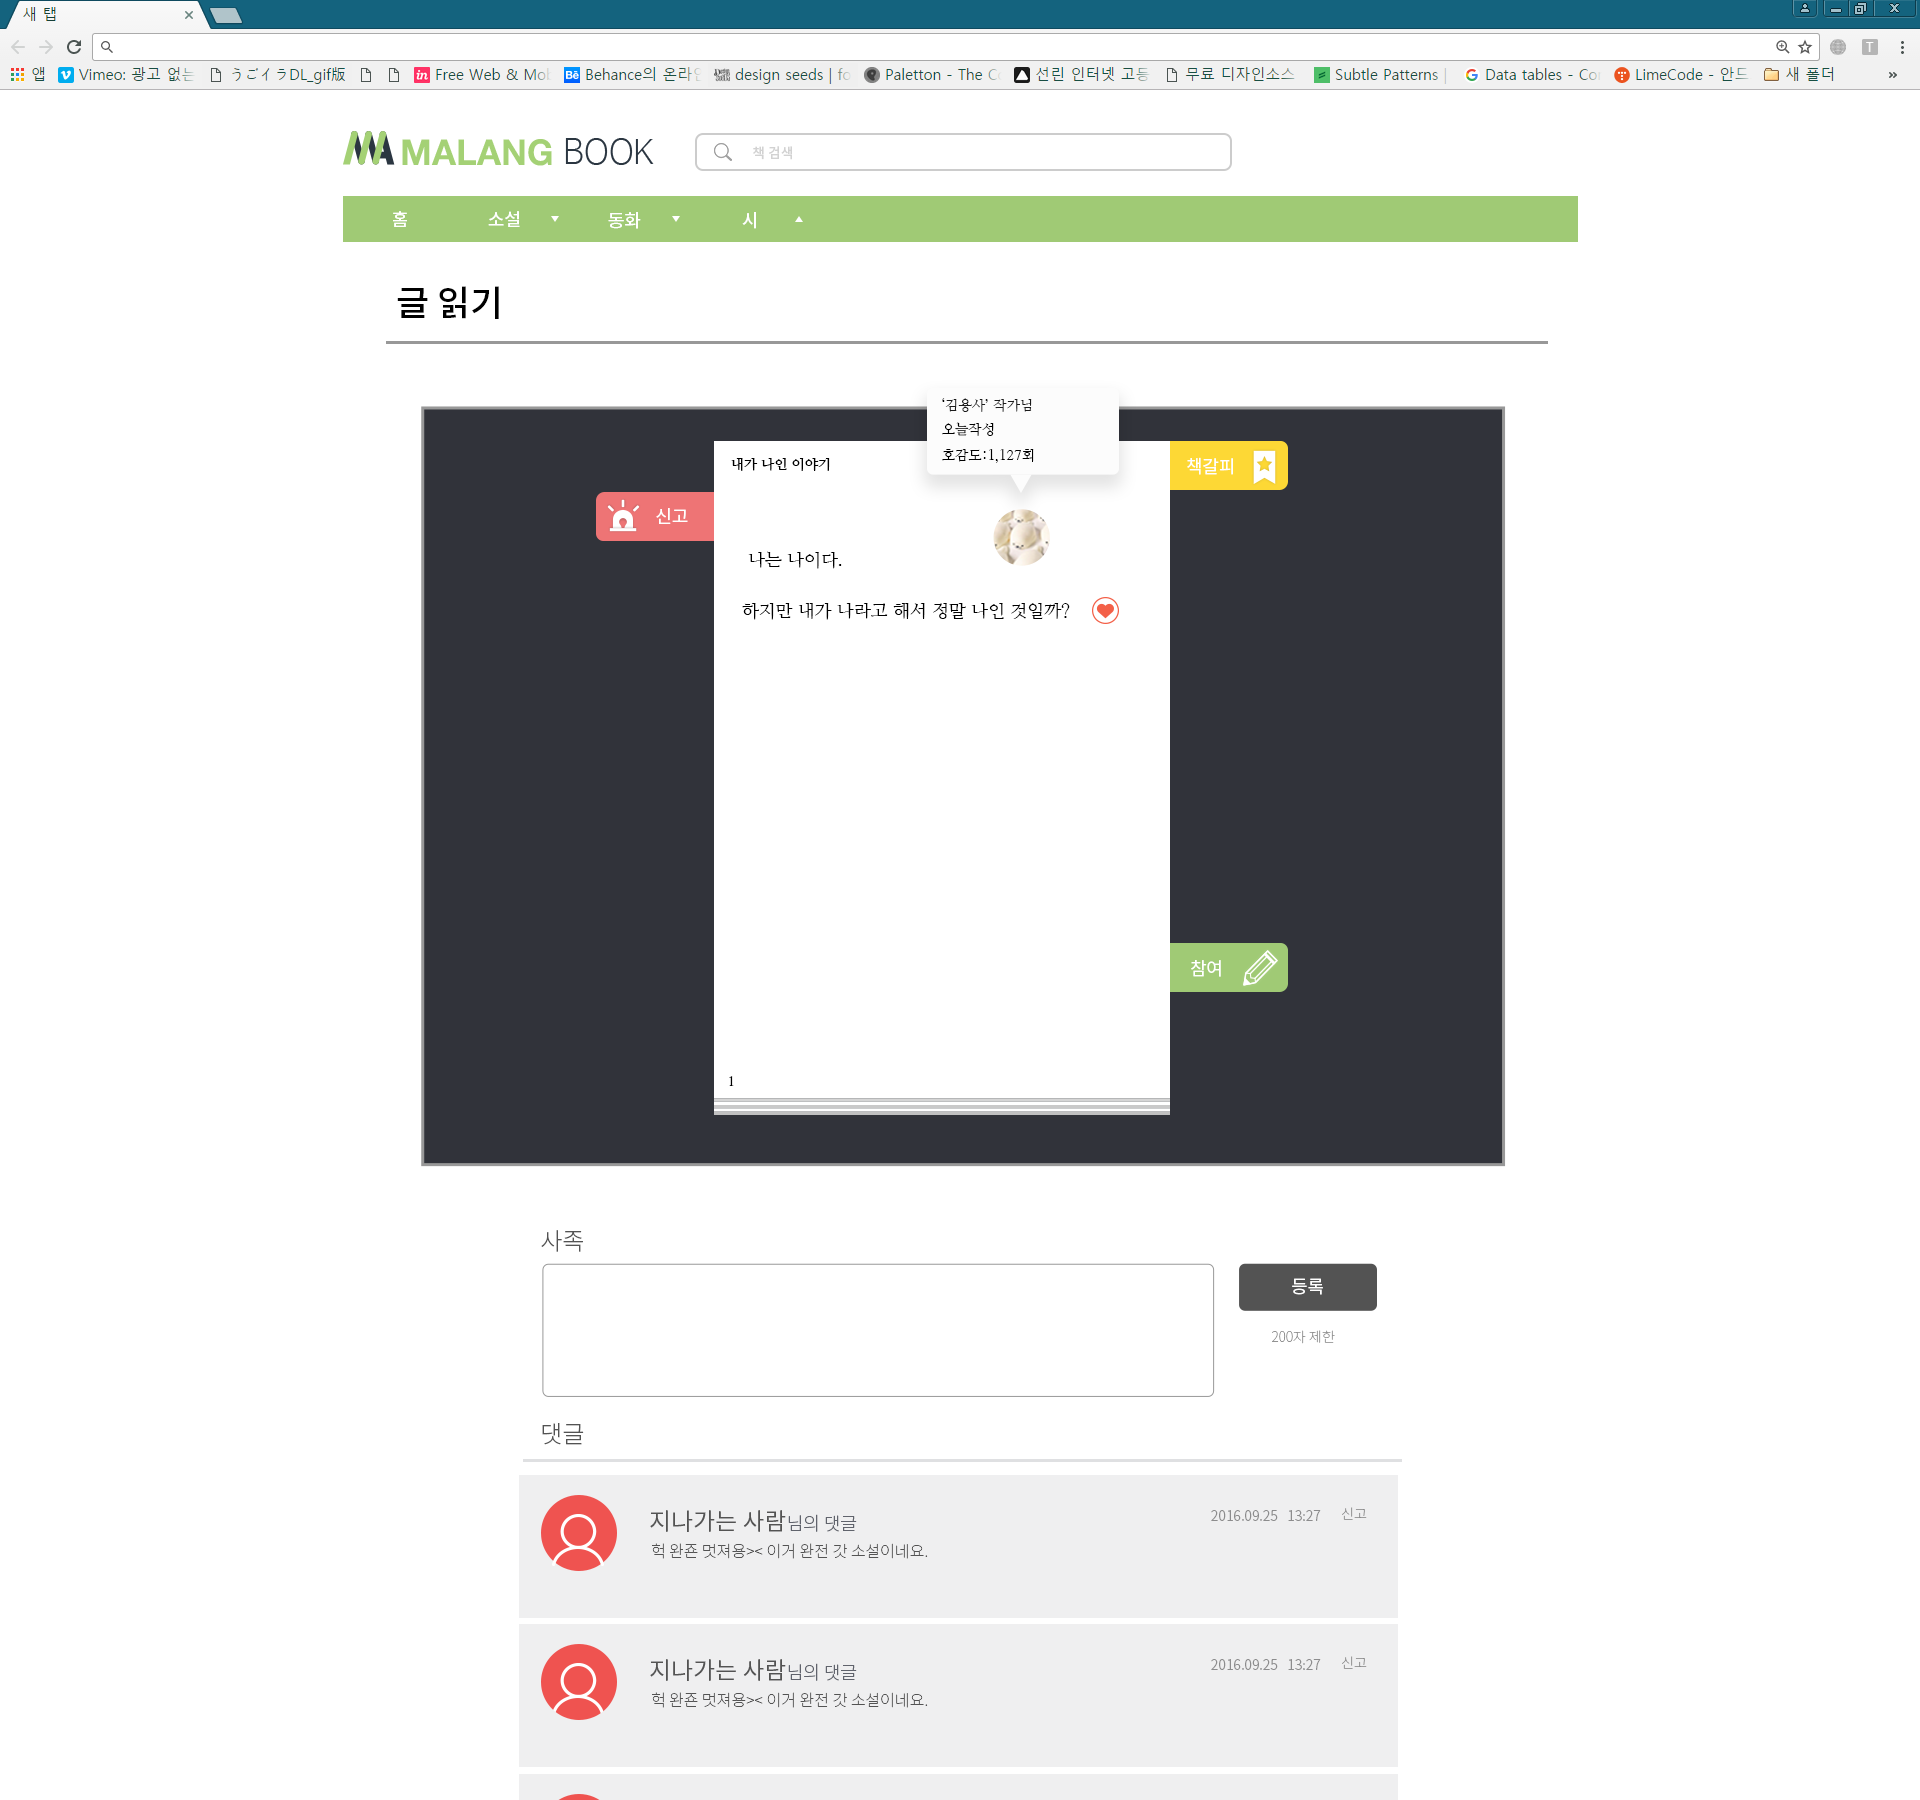 새 탭
앱 Vimeo: 광고 없는 うごイラDL_gif版 Free Web & Mob Behance의 온라인 design seeds | fo Paletton - The Co 선린 인터넷 고등 무료 디자인소스 Subtle Patterns | Data tables - Co LimeCode - 안드 새 폴더 »
MALANG BOOK
책 검색
홈 소설 동화 시
글 읽기
‘김용사’ 작가님
오늘작성
호감도:1,127회
내가 나인 이야기
책갈피
신고
나는 나이다.
하지만 내가 나라고 해서 정말 나인 것일까?
참여
1
사족
등록
200자 제한
댓글
지나가는 사람님의 댓글 2016.09.25 13:27 신고
헉 완죤 멋져용>< 이거 완전 갓 소설이네요.
지나가는 사람님의 댓글 2016.09.25 13:27 신고
헉 완죤 멋져용>< 이거 완전 갓 소설이네요.